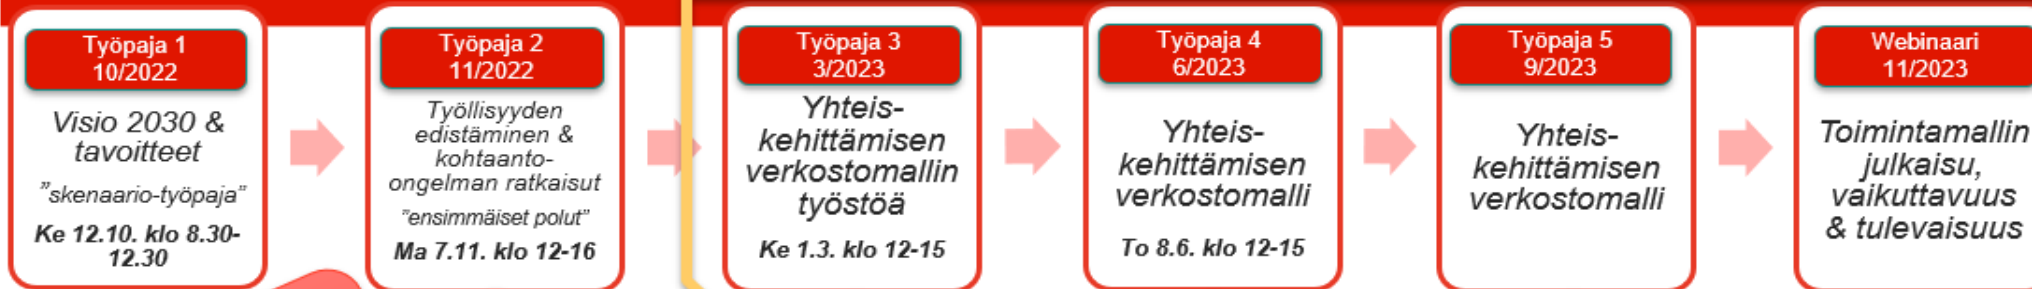 Työpaja 1
10/2022
Visio 2030 &
tavoitteet
"skenaario-työpaja"
Ke 12.10. klo 8.30-
12.30
Työpaja 2
11/2022
Työllisyyden
edistäminen &
kohtaanto-
ongelman ratkaisut
"ensimmäiset polut"
Ma 7.11. klo 12-16
Työpaja 3
3/2023
Yhteis-
kehittämisen
verkostomallin
työstöä
Ke 1.3. klo 12-15
Työpaja 4
6/2023
Yhteis-
kehittämisen
verkostomalli
To 8.6. klo 12-15
Työpaja 5
9/2023
Yhteis-
kehittämisen
verkostomalli
Webinaari
11/2023
Toimintamallin
julkaisu,
vaikuttavuus
& tulevaisuus